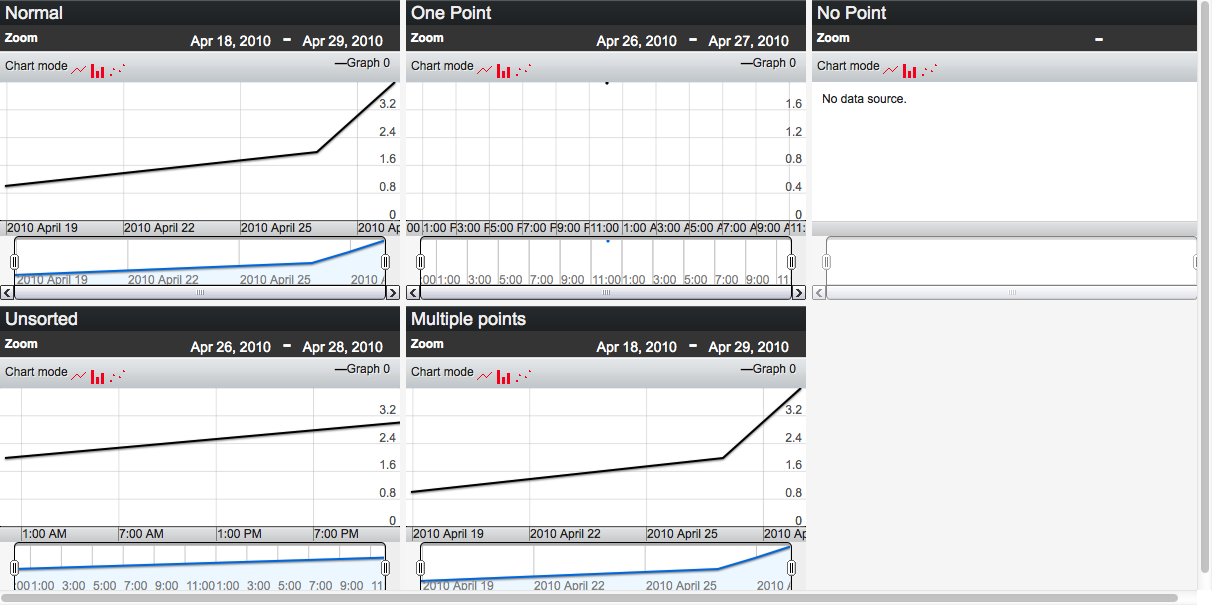 Normal
Zoom
Apr 18, 2010 - Apr 29, 2010
Chart mode
Graph 0
3.2
2.4
1.6
0.8
0
2010 April 19 2010 April 22 2010 April 25 2010 Ap
2010 April 19 2010 April 22 2010 April 25 2010 A
One Point
Zoom
Apr 26, 2010 - Apr 27, 2010
Chart mode
Graph 0
1.6
1.2
0.8
0.4
0
00 1:00 P 3:00 P 5:00 P 7:00 P 9:00 P 11:00 1:00 A 3:00 A 5:00 A 7:00 A 9:00 A 11:
00 1:00 3:00 5:00 7:00 9:00 11:00 1:00 3:00 5:00 7:00 9:00 11
No Point
Zoom
-
Chart mode
No data source.
Unsorted
Zoom
Apr 26, 2010 - Apr 28, 2010
Chart mode
Graph 0
3.2
2.4
1.6
0.8
0
1:00 AM 7:00 AM 1:00 PM 7:00 PM
00 1:00 3:00 5:00 7:00 9:00 11:00 1:00 3:00 5:00 7:00 9:00 11
Multiple points
Zoom
Apr 18, 2010 - Apr 29, 2010
Chart mode
Graph 0
3.2
2.4
1.6
0.8
0
2010 April 19 2010 April 22 2010 April 25 2010 Ap
2010 April 19 2010 April 22 2010 April 25 2010 A